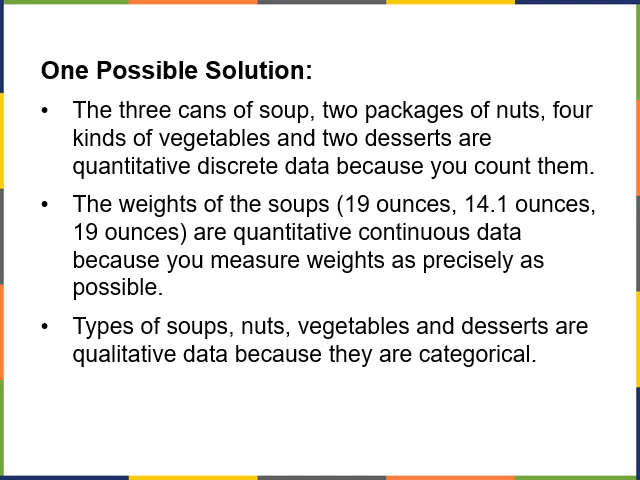 One Possible Solution:
• The three cans of soup, two packages of nuts, four
kinds of vegetables and two desserts are
quantitative discrete data because you count them.
• The weights of the soups (19 ounces, 14.1 ounces,
19 ounces) are quantitative continuous data
because you measure weights as precisely as
possible.
• Types of soups, nuts, vegetables and desserts are
qualitative data because they are categorical.